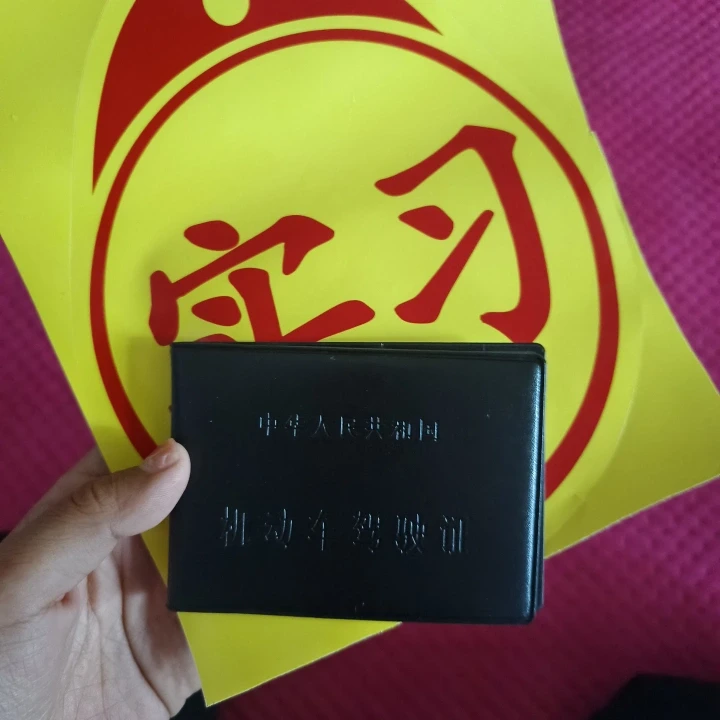 实习
中华人民共和国
机动车驾驶证